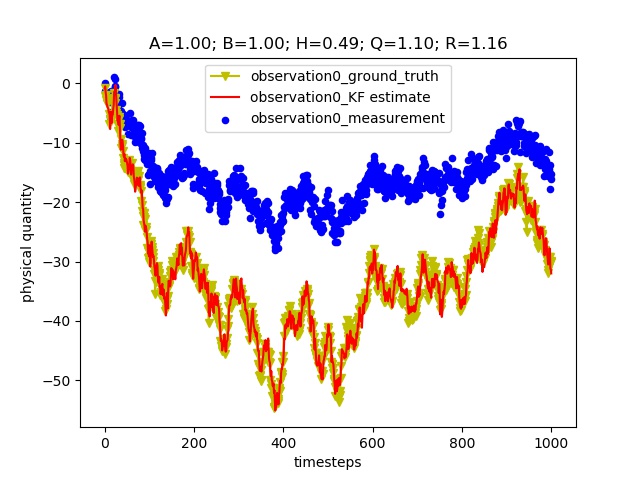 A=1.00; B=1.00; H=0.49; Q=1.10; R=1.16
observation0_ground_truth
observation0_KF estimate
observation0_measurement
physical quantity
0
−10
−20
−30
−40
−50
0 200 400 600 800 1000
timesteps